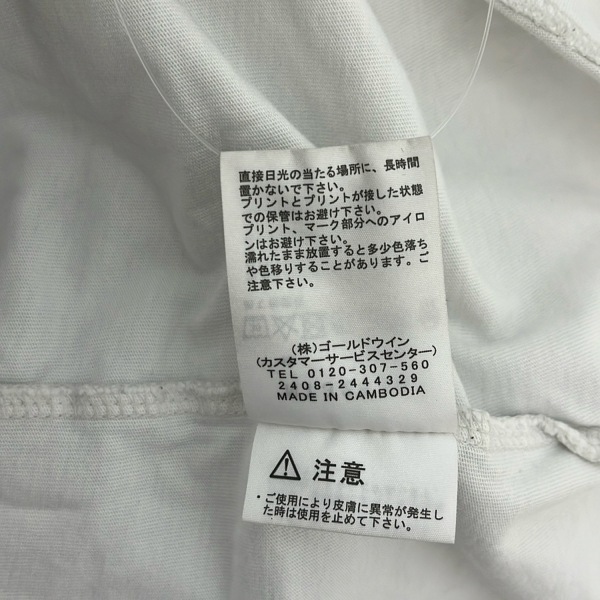 直接日光の当たる場所に、長時間
置かないで下さい。
プリントとプリントが接した状態
での保管はお避け下さい。
プリント、マーク部分へのアイロ
ンはお避け下さい。
濡れたまま放置すると多少色落ち
や色移りすることがあります。ご
注意下さい。
(株)ゴールドウイン
(カスタマーサービスセンター)
TEL 0120-307-560
2408-2444329
MADE IN CAMBODIA
注意
・ご使用により皮膚に異常が発生し
た時は使用を止めて下さい。